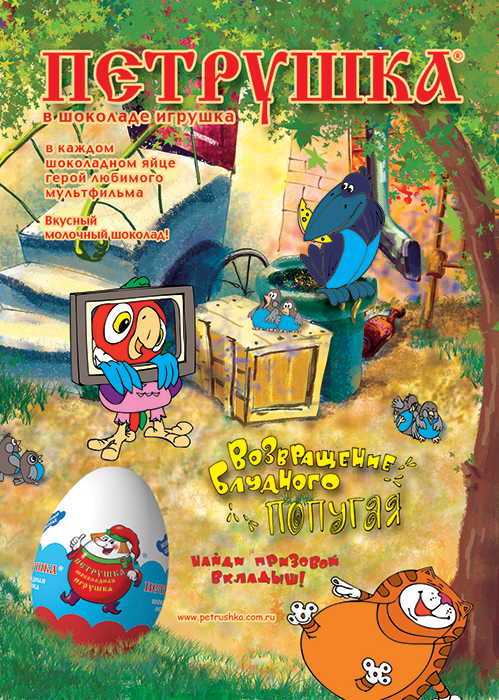 ПЕТРУШКА®
в шоколаде игрушка
в каждом
шоколадном яйце
герой любимого
мультфильма
Вкусный
молочный шоколад!
Возвращение
блудного
попугая
Найди призовой
вкладыш!
ПЕТРУШКА
ШОКОЛАДНАЯ
ИГРУШКА
www.petrushka.com.ru